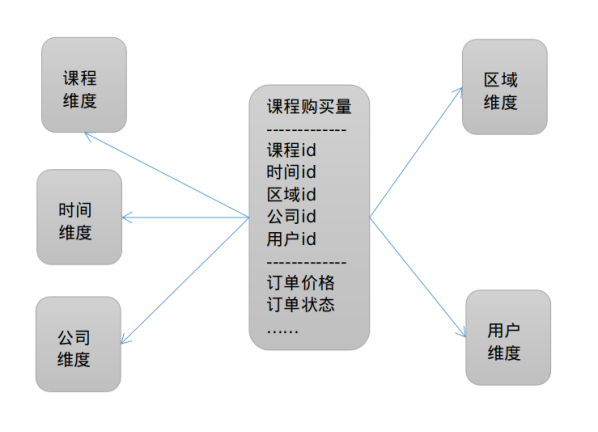 课程
维度
时间
维度
公司
维度
课程购买量
-------------
课程id
时间id
区域id
公司id
用户id
-------------
订单价格
订单状态
……
区域
维度
用户
维度